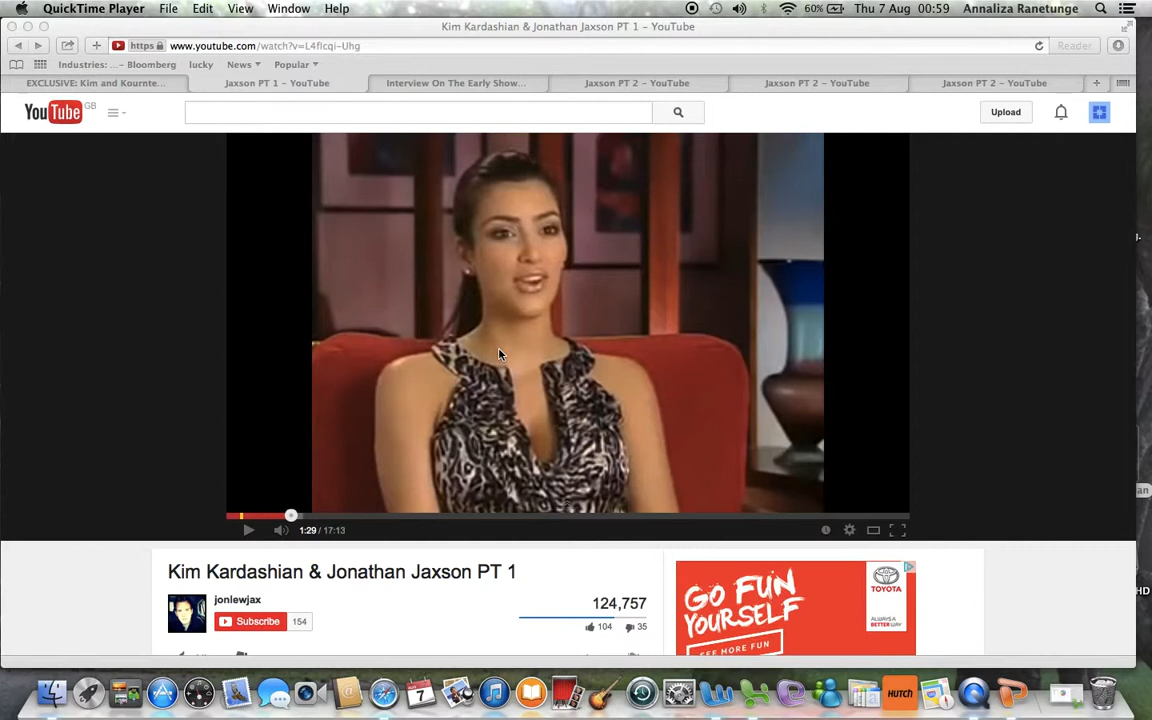 QuickTime Player File Edit View Window Help 60% Thu 7 Aug 00:59 Annaliza Ranetunge
Kim Kardashian & Jonathan Jaxson PT 1 – YouTube
https www.youtube.com/watch?v=L4flcqi-Uhg Reader
Industries: ...– Bloomberg lucky News Popular
EXCLUSIVE: Kim and Kournte... Jaxson PT 1 – YouTube Interview On The Early Show... Jaxson PT 2 – YouTube Jaxson PT 2 – YouTube Jaxson PT 2 – YouTube
YouTube GB Upload
1:29 / 17:13
Kim Kardashian & Jonathan Jaxson PT 1
jonlewjax
Subscribe 154
124,757
104 35
GO FUN
YOURSELF
SEE MORE FUN
TOYOTA
ALWAYS A
BETTER WAY
HD
7
HUTCH